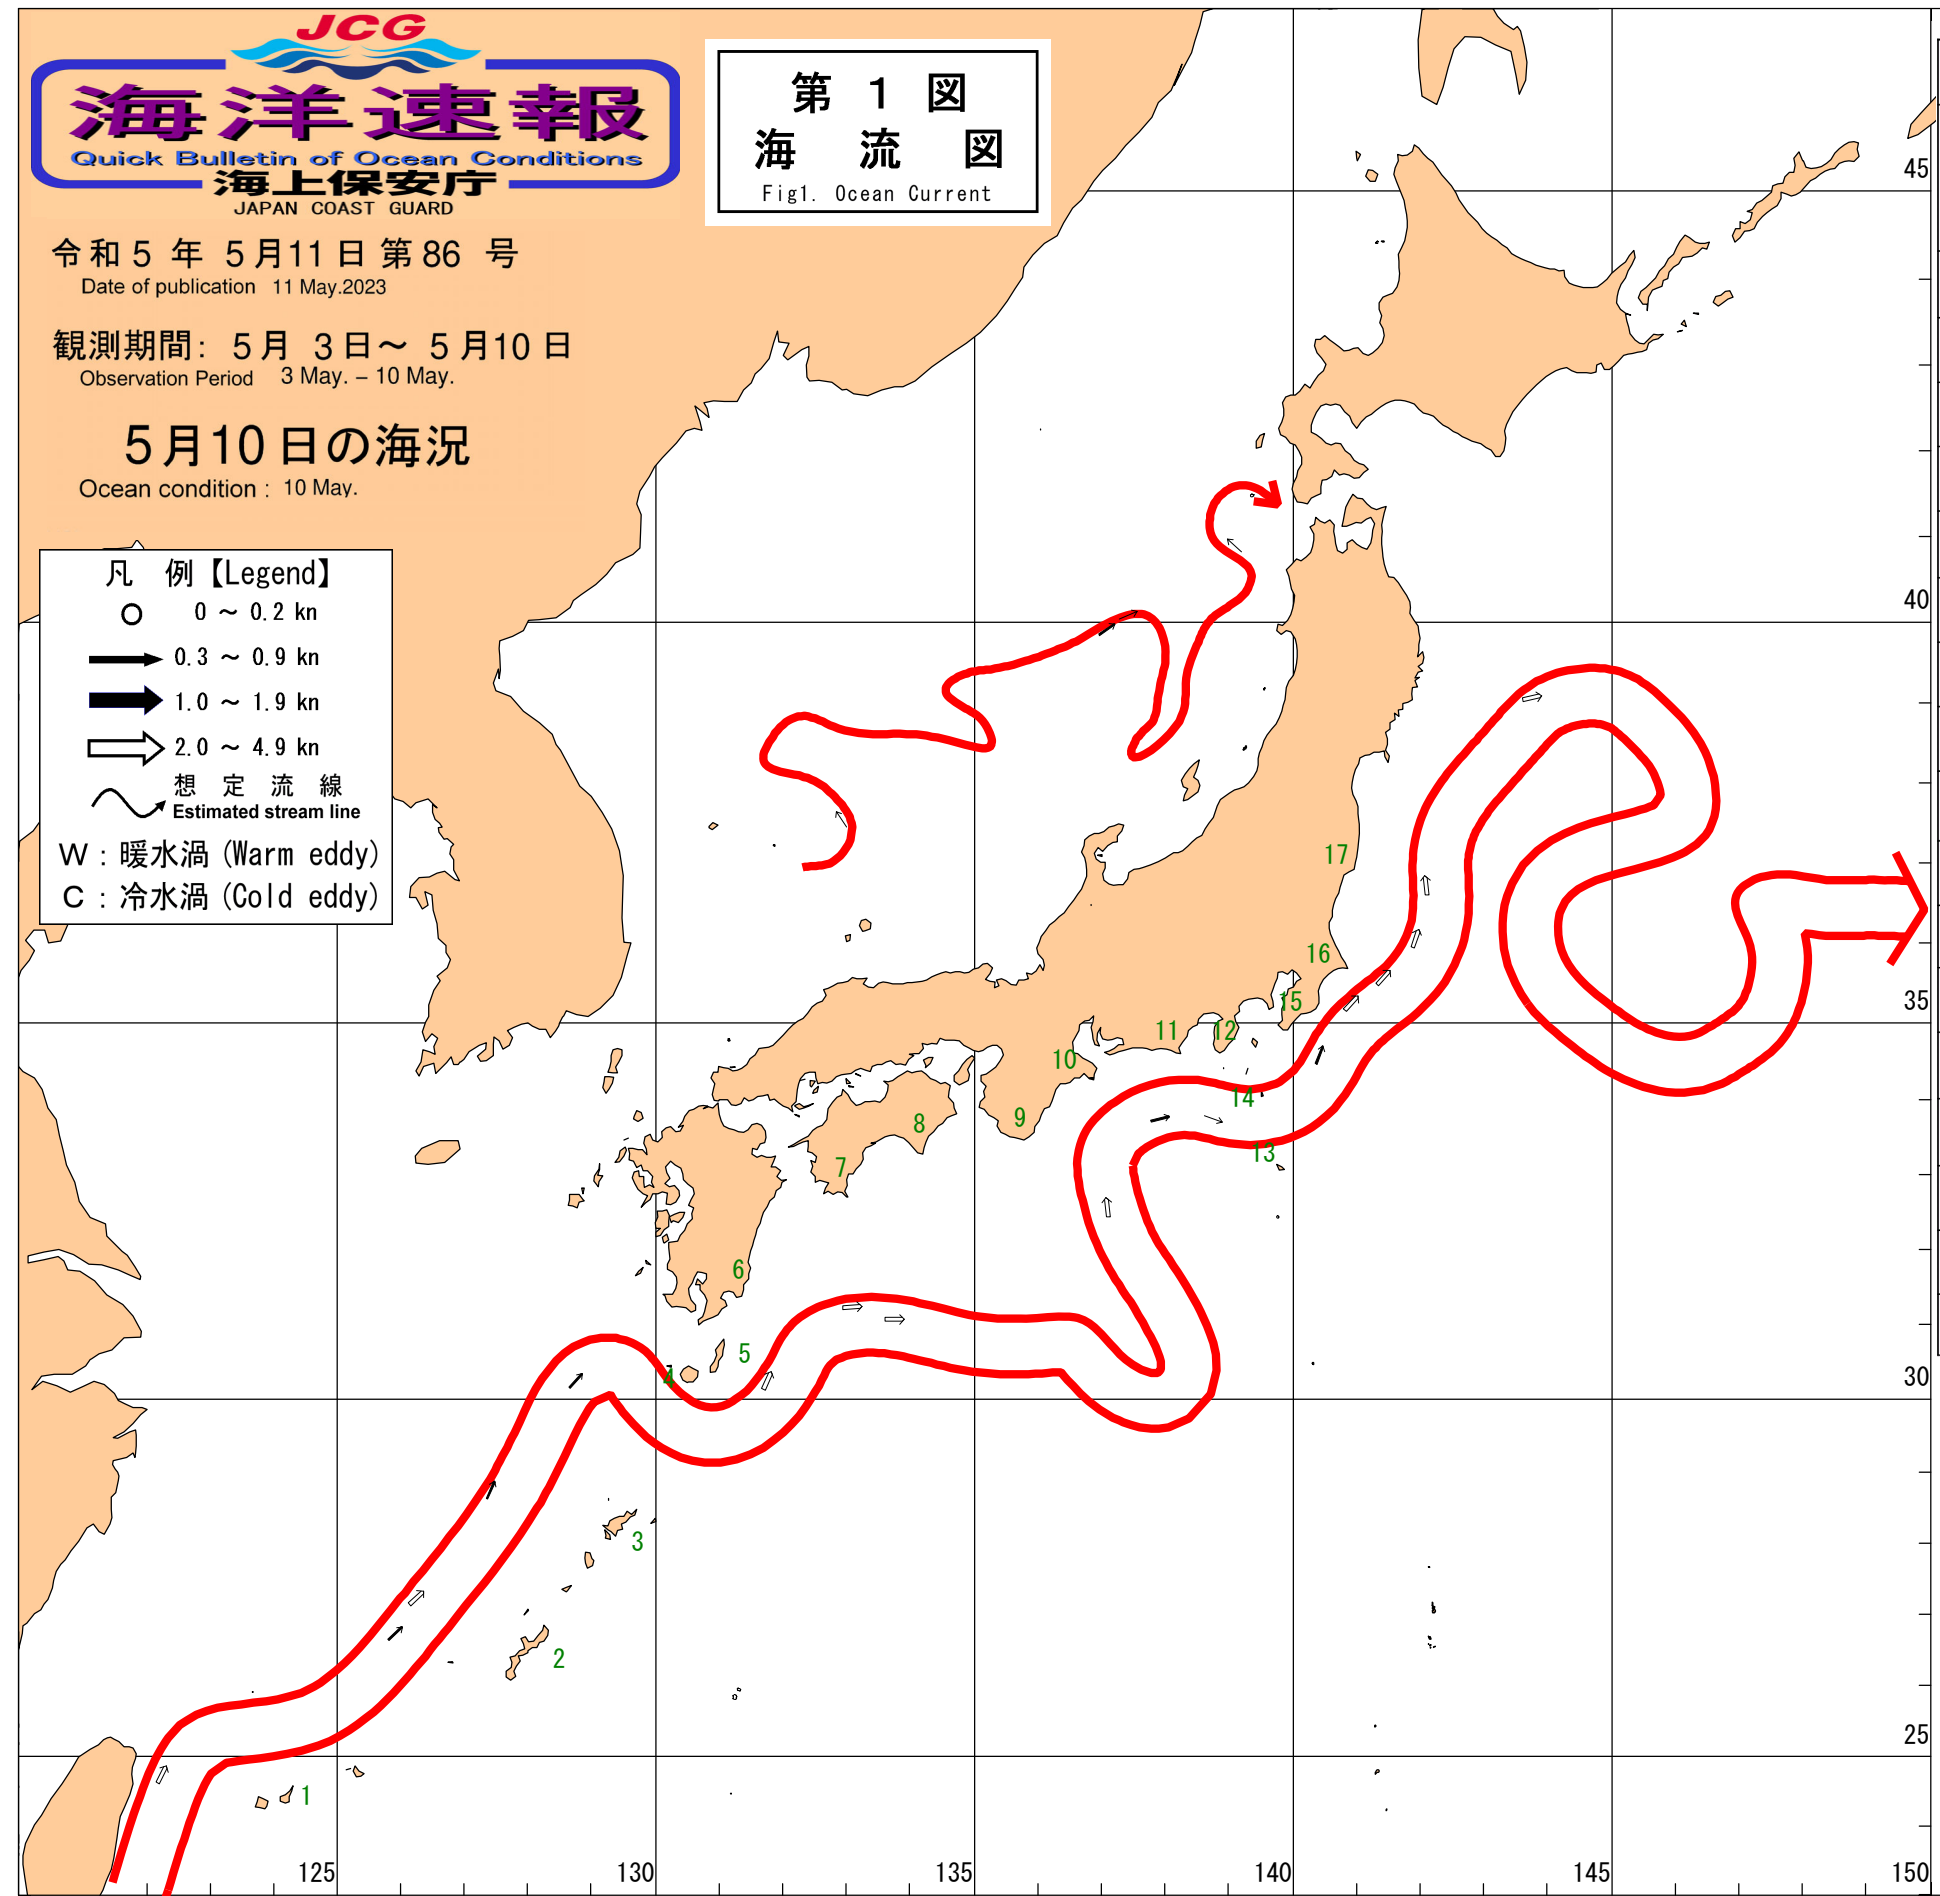 JCG
海洋速報
Quick Bulletin of Ocean Conditions
海上保安庁
JAPAN COAST GUARD
第 1 図
海 流 図
Fig1. Ocean Current
令和 5 年 5月11日 第 86 号
Date of publication 11 May.2023
観測期間: 5月 3日～ 5月10日
Observation Period 3 May. – 10 May.
5月10日の海況
Ocean condition : 10 May.
凡 例【Legend】
0 ～ 0.2 kn
0.3 ～ 0.9 kn
1.0 ～ 1.9 kn
2.0 ～ 4.9 kn
想 定 流 線
Estimated stream line
W : 暖水渦 (Warm eddy)
C : 冷水渦 (Cold eddy)
45
40
35
30
25
17
16
15
11
12
10
14
9
8
13
7
6
5
3
2
1
125
130
135
140
145
150